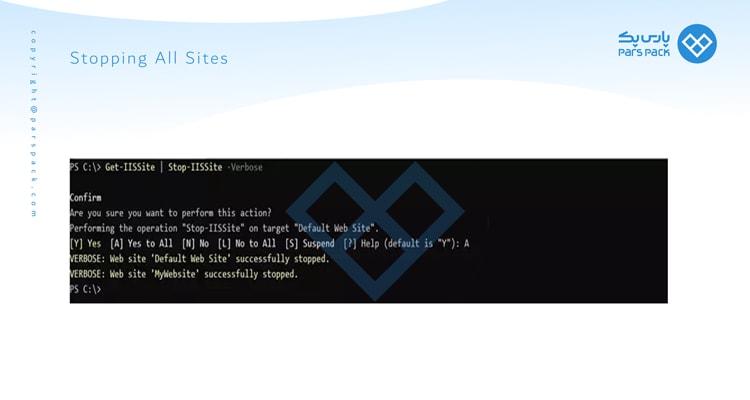 Stopping All Sites
پارس پک
Pars Pack
copyright@parspack.com
PS C:\> Get-IISSite | Stop-IISSite -Verbose
Confirm
Are you sure you want to perform this action?
Performing the operation "Stop-IISSite" on target "Default Web Site".
[Y] Yes  [A] Yes to All  [N] No  [L] No to All  [S] Suspend  [?] Help (default is "Y"): A
VERBOSE: Web site 'Default Web Site' successfully stopped.
VERBOSE: Web site 'MyWebsite' successfully stopped.
PS C:\>